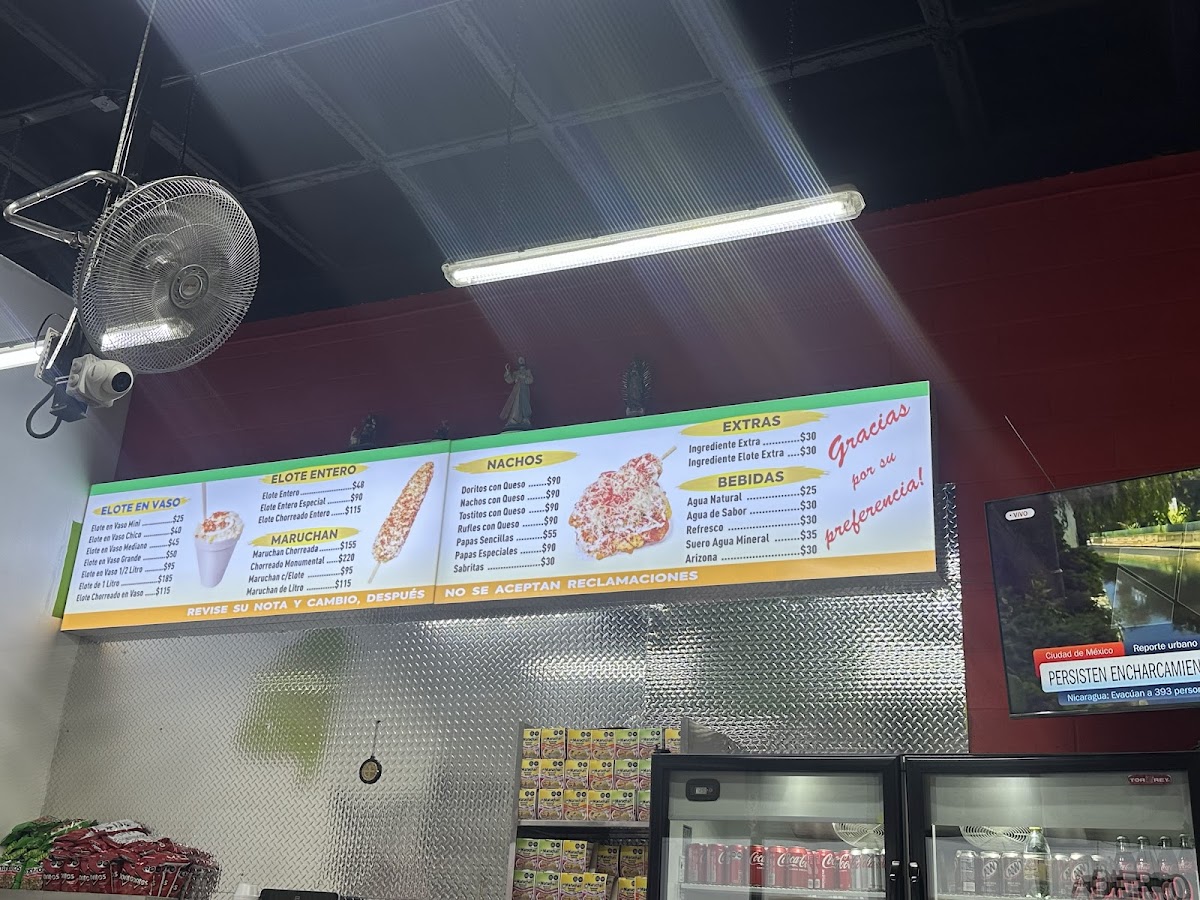 ELOTE EN VASO
Elote en Vaso Mini ............$25
Elote en Vaso Chica ............$40
Elote en Vaso Mediano ........$45
Elote en Vaso Grande ..........$50
Elote en Vaso 1/2 Litro ......$95
Elote de 1 Litro ............$185
Elote Chorreado en Vaso .....$115
ELOTE ENTERO
Elote Entero ....................$48
Elote Entero Especial .........$90
Elote Chorreado Entero .....$115
MARUCHAN
Maruchan Chorreada .........$155
Chorreado Monumental .....$220
Maruchan c/Elote ...........$95
Maruchan de Litro ...........$115
NACHOS
Doritos con Queso .......$90
Nachos con Queso .......$90
Tostitos con Queso ......$90
Rufles con Queso ........$90
Papas Sencillas ..........$55
Papas Especiales ........$90
Sabritas ....................$30
EXTRAS
Ingrediente Extra ............$30
Ingrediente Elote Extra ....$30
BEBIDAS
Agua Natural ..................$25
Agua de Sabor ................$30
Refresco ......................$30
Suero Agua Mineral .......$35
Arizona ........................$30
Gracias
por su
preferencia!
REVISE SU NOTA Y CAMBIO, DESPUÉS
NO SE ACEPTAN RECLAMACIONES
• VIVO
Ciudad de México
Reporte urbano
PERSISTEN ENCHARCAMIEN
Nicaragua: Evacúan a 393 person
TORREY
Maruchan
Coca-Cola
ABIERTO